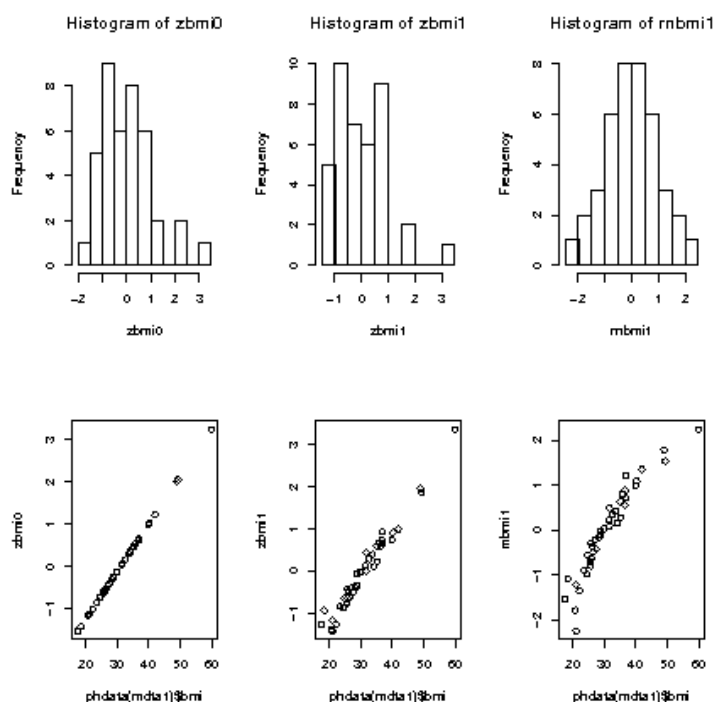 Histogram of zbmi0
Frequency
0 2 4 6 8
-2 0 1 2 3
zbmi0
Histogram of zbmi1
Frequency
0 2 4 6 8 10
-1 0 1 2 3
zbmi1
Histogram of rnbmi1
Frequency
0 2 4 6 8
-2 0 1 2
rnbmi1
zbmi0
-1 0 1 2 3
20 30 40 50 60
phdata(mdta1)$bmi
zbmi1
-1 0 1 2 3
20 30 40 50 60
phdata(mdta1)$bmi
rnbmi1
-2 -1 0 1 2
20 30 40 50 60
phdata(mdta1)$bmi